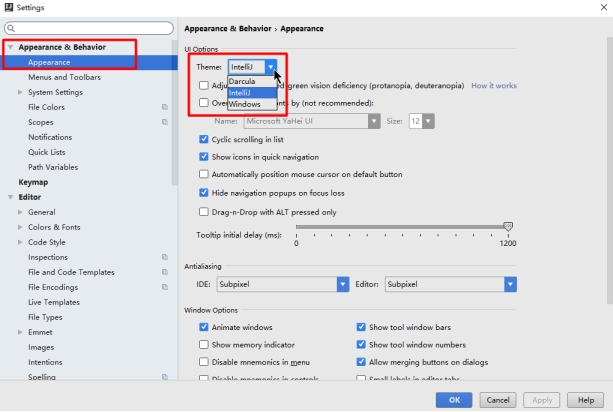 Settings
Appearance & Behavior
Appearance
Menus and Toolbars
System Settings
File Colors
Scopes
Notifications
Quick Lists
Path Variables
Keymap
Editor
General
Colors & Fonts
Code Style
Inspections
File and Code Templates
File Encodings
Live Templates
File Types
Emmet
Images
Intentions
Spelling
Appearance & Behavior › Appearance
UI Options
Theme: IntelliJ
Darcula
IntelliJ
Windows
green vision deficiency (protanopia, deuteranopia) How it works
by (not recommended):
Name: Microsoft YaHei UI Size: 12
Cyclic scrolling in list
Show icons in quick navigation
Automatically position mouse cursor on default button
Hide navigation popups on focus loss
Drag-n-Drop with ALT pressed only
Tooltip initial delay (ms):
0 1200
Antialiasing
IDE: Subpixel Editor: Subpixel
Window Options
Animate windows Show tool window bars
Show memory indicator Show tool window numbers
Disable mnemonics in menu Allow merging buttons on dialogs
Disable mnemonics in controls Small labels in editor tabs
OK Cancel Apply Help